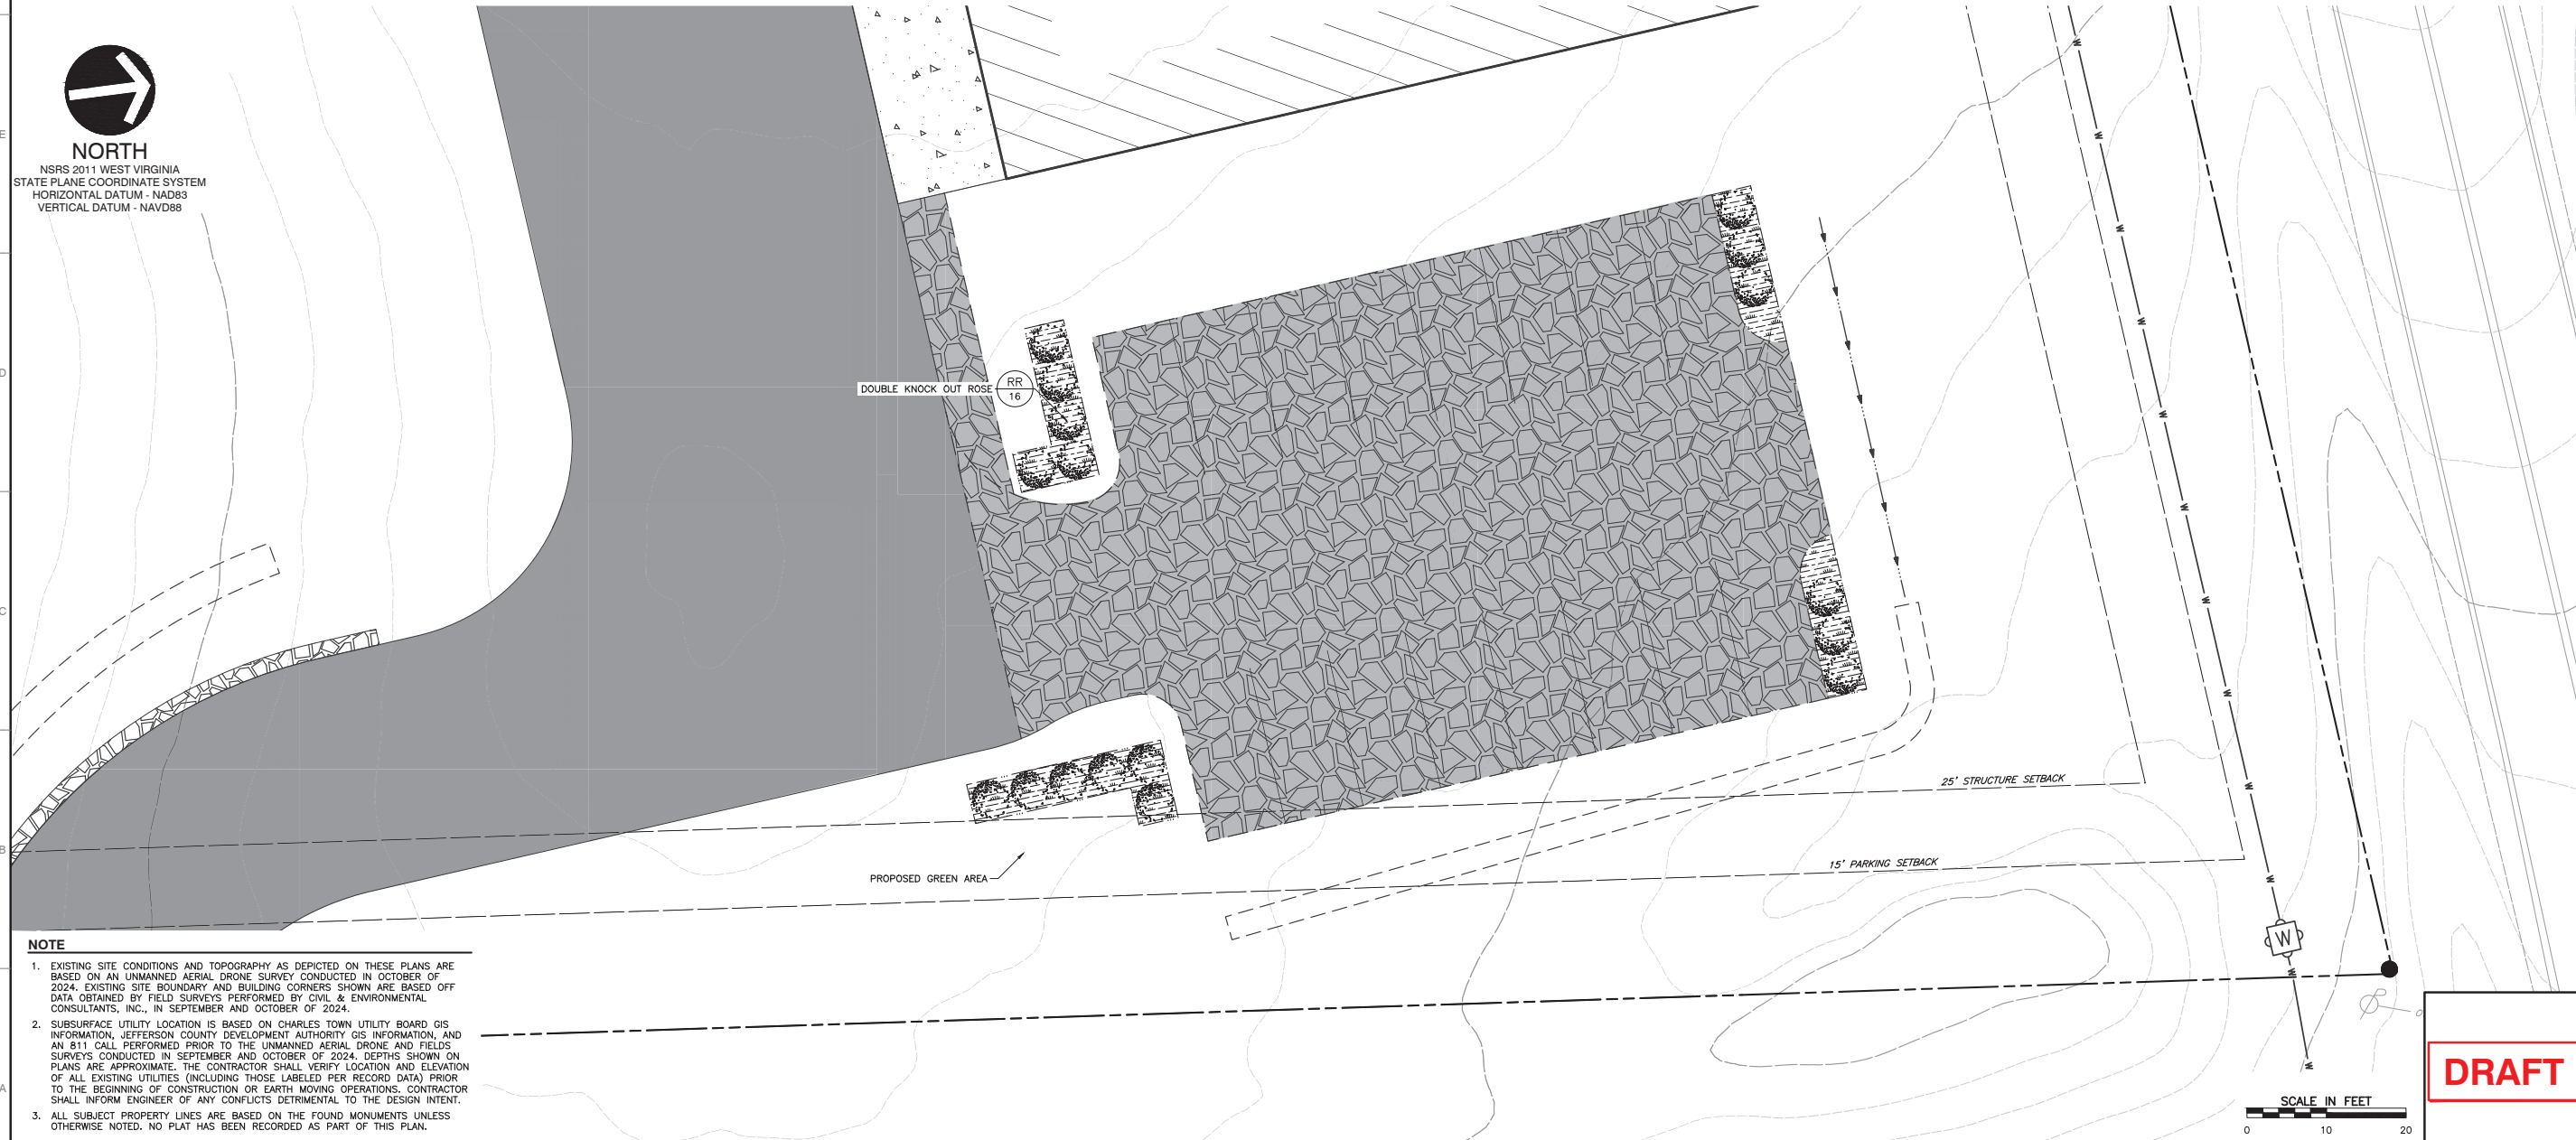 NORTH
NSRS 2011 WEST VIRGINIA
STATE PLANE COORDINATE SYSTEM
HORIZONTAL DATUM - NAD83
VERTICAL DATUM - NAVD88
E
D
C
B
A
DOUBLE KNOCK OUT ROSE
RR
16
25' STRUCTURE SETBACK
15' PARKING SETBACK
PROPOSED GREEN AREA
W
W
W
W
W
W
W
W
W
W
W
W
W
W
NOTE
1. EXISTING SITE CONDITIONS AND TOPOGRAPHY AS DEPICTED ON THESE PLANS ARE
BASED ON AN UNMANNED AERIAL DRONE SURVEY CONDUCTED IN OCTOBER OF
2024. EXISTING SITE BOUNDARY AND BUILDING CORNERS SHOWN ARE BASED OFF
DATA OBTAINED BY FIELD SURVEYS PERFORMED BY CIVIL & ENVIRONMENTAL
CONSULTANTS, INC., IN SEPTEMBER AND OCTOBER OF 2024.
2. SUBSURFACE UTILITY LOCATION IS BASED ON CHARLES TOWN UTILITY BOARD GIS
INFORMATION, JEFFERSON COUNTY DEVELOPMENT AUTHORITY GIS INFORMATION, AND
AN 811 CALL PERFORMED PRIOR TO THE UNMANNED AERIAL DRONE AND FIELDS
SURVEYS CONDUCTED IN SEPTEMBER AND OCTOBER OF 2024. DEPTHS SHOWN ON
PLANS ARE APPROXIMATE. THE CONTRACTOR SHALL VERIFY LOCATION AND ELEVATION
OF ALL EXISTING UTILITIES (INCLUDING THOSE LABELED PER RECORD DATA) PRIOR
TO THE BEGINNING OF CONSTRUCTION OR EARTH MOVING OPERATIONS. CONTRACTOR
SHALL INFORM ENGINEER OF ANY CONFLICTS DETRIMENTAL TO THE DESIGN INTENT.
3. ALL SUBJECT PROPERTY LINES ARE BASED ON THE FOUND MONUMENTS UNLESS
OTHERWISE NOTED. NO PLAT HAS BEEN RECORDED AS PART OF THIS PLAN.
DRAFT
SCALE IN FEET
0 10 20